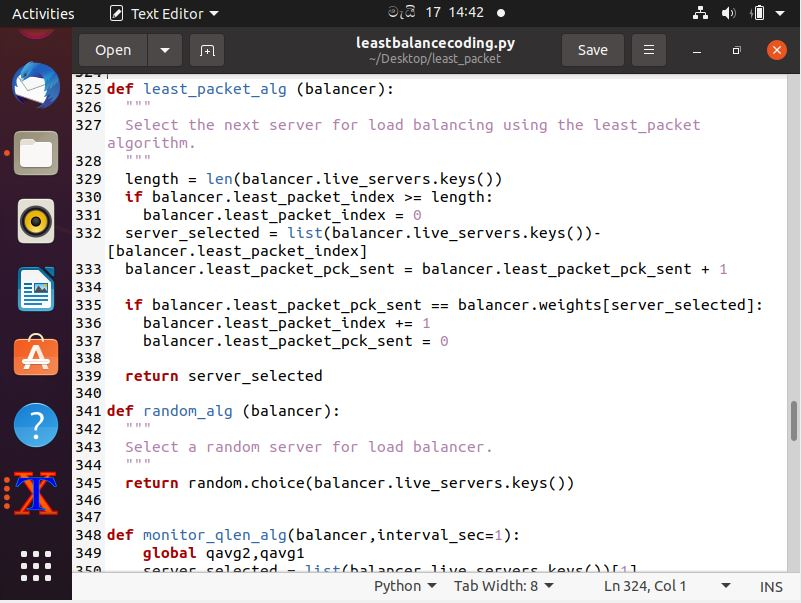 Activities
Text Editor
මැයි 17 14:42
Open
leastbalancecoding.py
~/Desktop/least_packet
Save
324
325 def least_packet_alg (balancer):
326 """
327 Select the next server for load balancing using the least_packet
algorithm.
328 """
329 length = len(balancer.live_servers.keys())
330 if balancer.least_packet_index >= length:
331 balancer.least_packet_index = 0
332 server_selected = list(balancer.live_servers.keys())-
[balancer.least_packet_index]
333 balancer.least_packet_pck_sent = balancer.least_packet_pck_sent + 1
334
335 if balancer.least_packet_pck_sent == balancer.weights[server_selected]:
336 balancer.least_packet_index += 1
337 balancer.least_packet_pck_sent = 0
338
339 return server_selected
340
341 def random_alg (balancer):
342 """
343 Select a random server for load balancer.
344 """
345 return random.choice(balancer.live_servers.keys())
346
347
348 def monitor_qlen_alg(balancer,interval_sec=1):
349 global qavg2,qavg1
350 server_selected = list(balancer.live_servers.keys())[1]
Python
Tab Width: 8
Ln 324, Col 1
INS